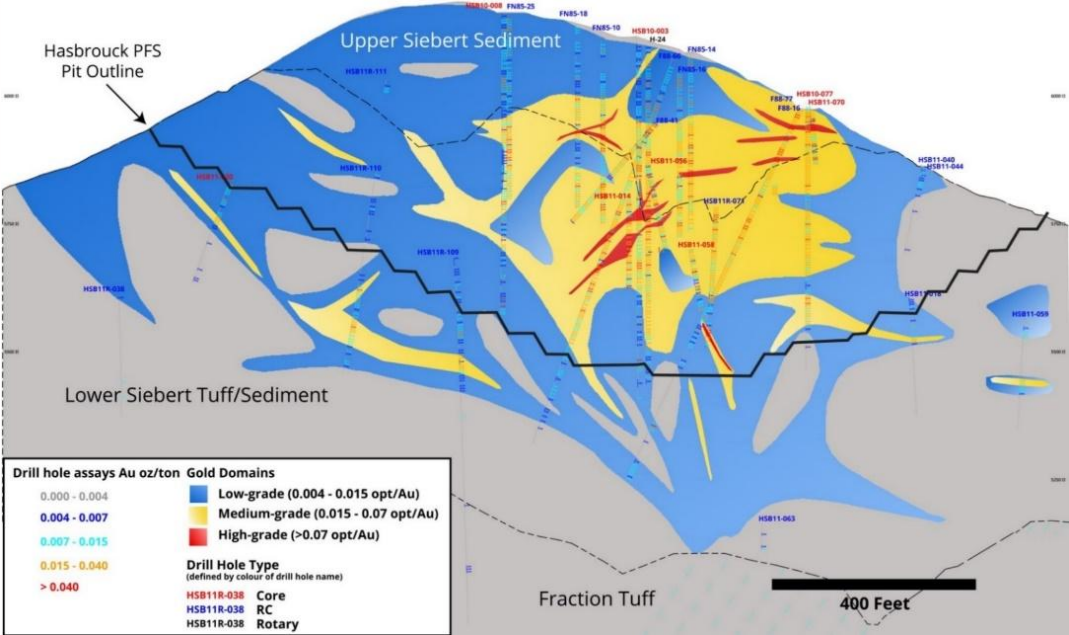 HSB10-008
FN85-25
FN85-18
FN85-10
HSB10-003
H-24
FN85-14
Upper Siebert Sediment
Hasbrouck PFS
Pit Outline
HSB11R-111
FN85-16
F88-77
F88-16
HSB10-077
HSB11-070
F88-41
HSB11R-110
HSB11-056
HSB11-040
HSB11-044
HSB11-014
HSB11R-109
HSB11-058
HSB11R-038
HSB11-059
Lower Siebert Tuff/Sediment
HSB11-063
Fraction Tuff
400 Feet
Drill hole assays Au oz/ton
0.000 - 0.004
0.004 - 0.007
0.007 - 0.015
0.015 - 0.040
> 0.040
Gold Domains
Low-grade (0.004 - 0.015 opt/Au)
Medium-grade (0.015 - 0.07 opt/Au)
High-grade (>0.07 opt/Au)
Drill Hole Type
(defined by colour of drill hole name)
HSB11R-038 Core
HSB11R-038 RC
HSB11R-038 Rotary